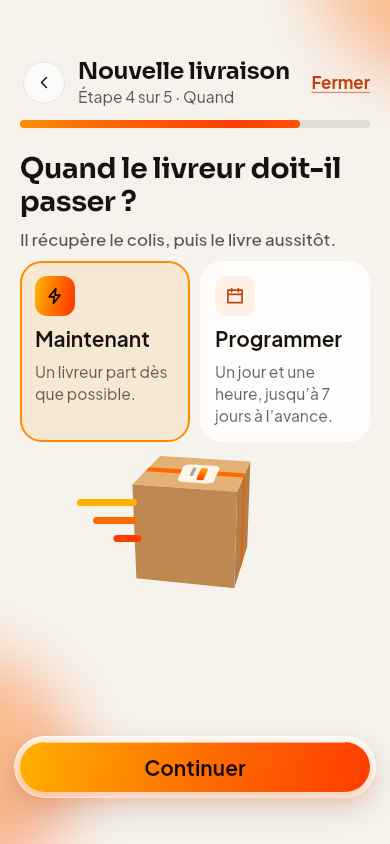 Nouvelle livraison
Étape 4 sur 5 · Quand
Fermer
Quand le livreur doit-il
passer ?
Il récupère le colis, puis le livre aussitôt.
Maintenant
Un livreur part dès
que possible.
Programmer
Un jour et une
heure, jusqu’à 7
jours à l’avance.
Continuer